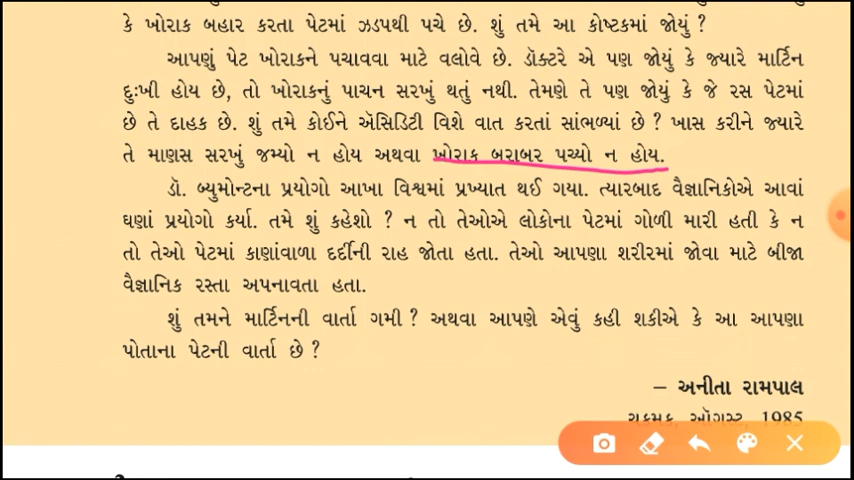 કે ખોરાક બહાર કરતા પેટમાં ઝડપથી પચે છે. શું તમે આ કોષ્ટકમાં જોયું ?
આપણું પેટ ખોરાકને પચાવવા માટે વલોવે છે. ડૉક્ટરે એ પણ જોયું કે જ્યારે માર્ટિન
દુઃખી હોય છે, તો ખોરાકનું પાચન સરખું થતું નથી. તેમણે તે પણ જોયું કે જે રસ પેટમાં
છે તે દાહક છે. શું તમે કોઈને ઍસિડિટી વિશે વાત કરતાં સાંભળ્યાં છે ? ખાસ કરીને જ્યારે
તે માણસ સરખું જમ્યો ન હોય અથવા ખોરાક બરાબર પચ્યો ન હોય.
ડૉ. બ્યુમોન્ટના પ્રયોગો આખા વિશ્વમાં પ્રખ્યાત થઈ ગયા. ત્યારબાદ વૈજ્ઞાનિકોએ આવાં
ઘણાં પ્રયોગો કર્યા. તમે શું કહેશો ? ન તો તેઓએ લોકોના પેટમાં ગોળી મારી હતી કે ન
તો તેઓ પેટમાં કાણાંવાળા દર્દીની રાહ જોતા હતા. તેઓ આપણા શરીરમાં જોવા માટે બીજા
વૈજ્ઞાનિક રસ્તા અપનાવતા હતા.
શું તમને માર્ટિનની વાર્તા ગમી ? અથવા આપણે એવું કહી શકીએ કે આ આપણા
પોતાના પેટની વાર્તા છે ?
– અનીતા રામપાલ
ચકમક, ઑગસ્ટ, 1985